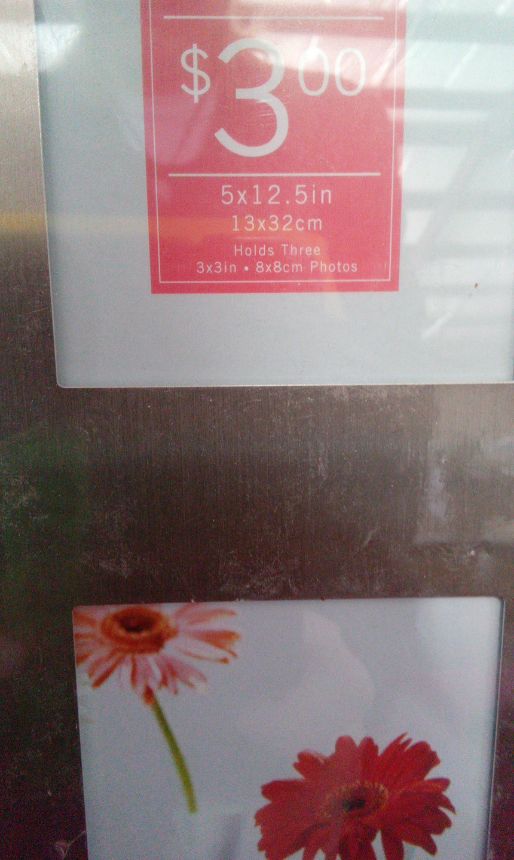 $3.00
5x12.5in
13x32cm
Holds Three
3x3in • 8x8cm Photos